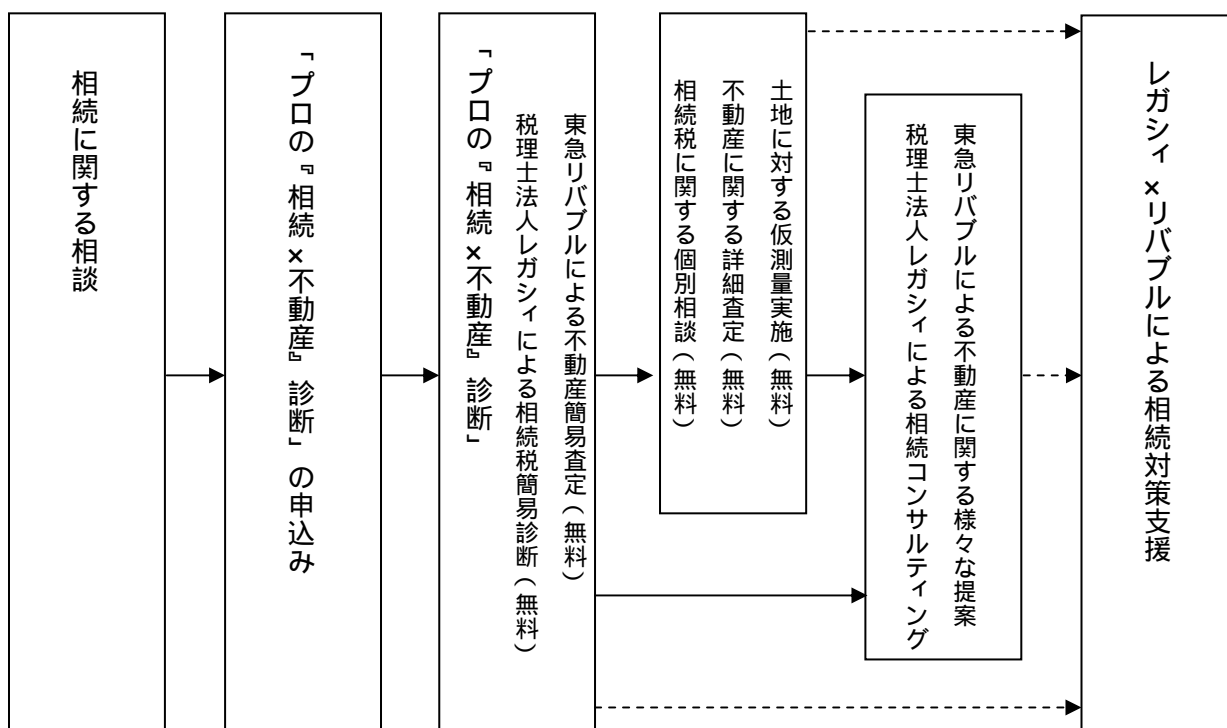 相続に関する相談
「プロの『相続×不動産』診断」の申込み
「プロの『相続×不動産』診断」
東急リバブルによる不動産簡易査定（無料）
税理士法人レガシィによる相続税簡易診断（無料）
土地に対する仮測量実施（無料）
不動産に関する詳細査定（無料）
相続税に関する個別相談（無料）
東急リバブルによる不動産に関する様々な提案
税理士法人レガシィによる相続コンサルティング
レガシィ×リバブルによる相続対策支援